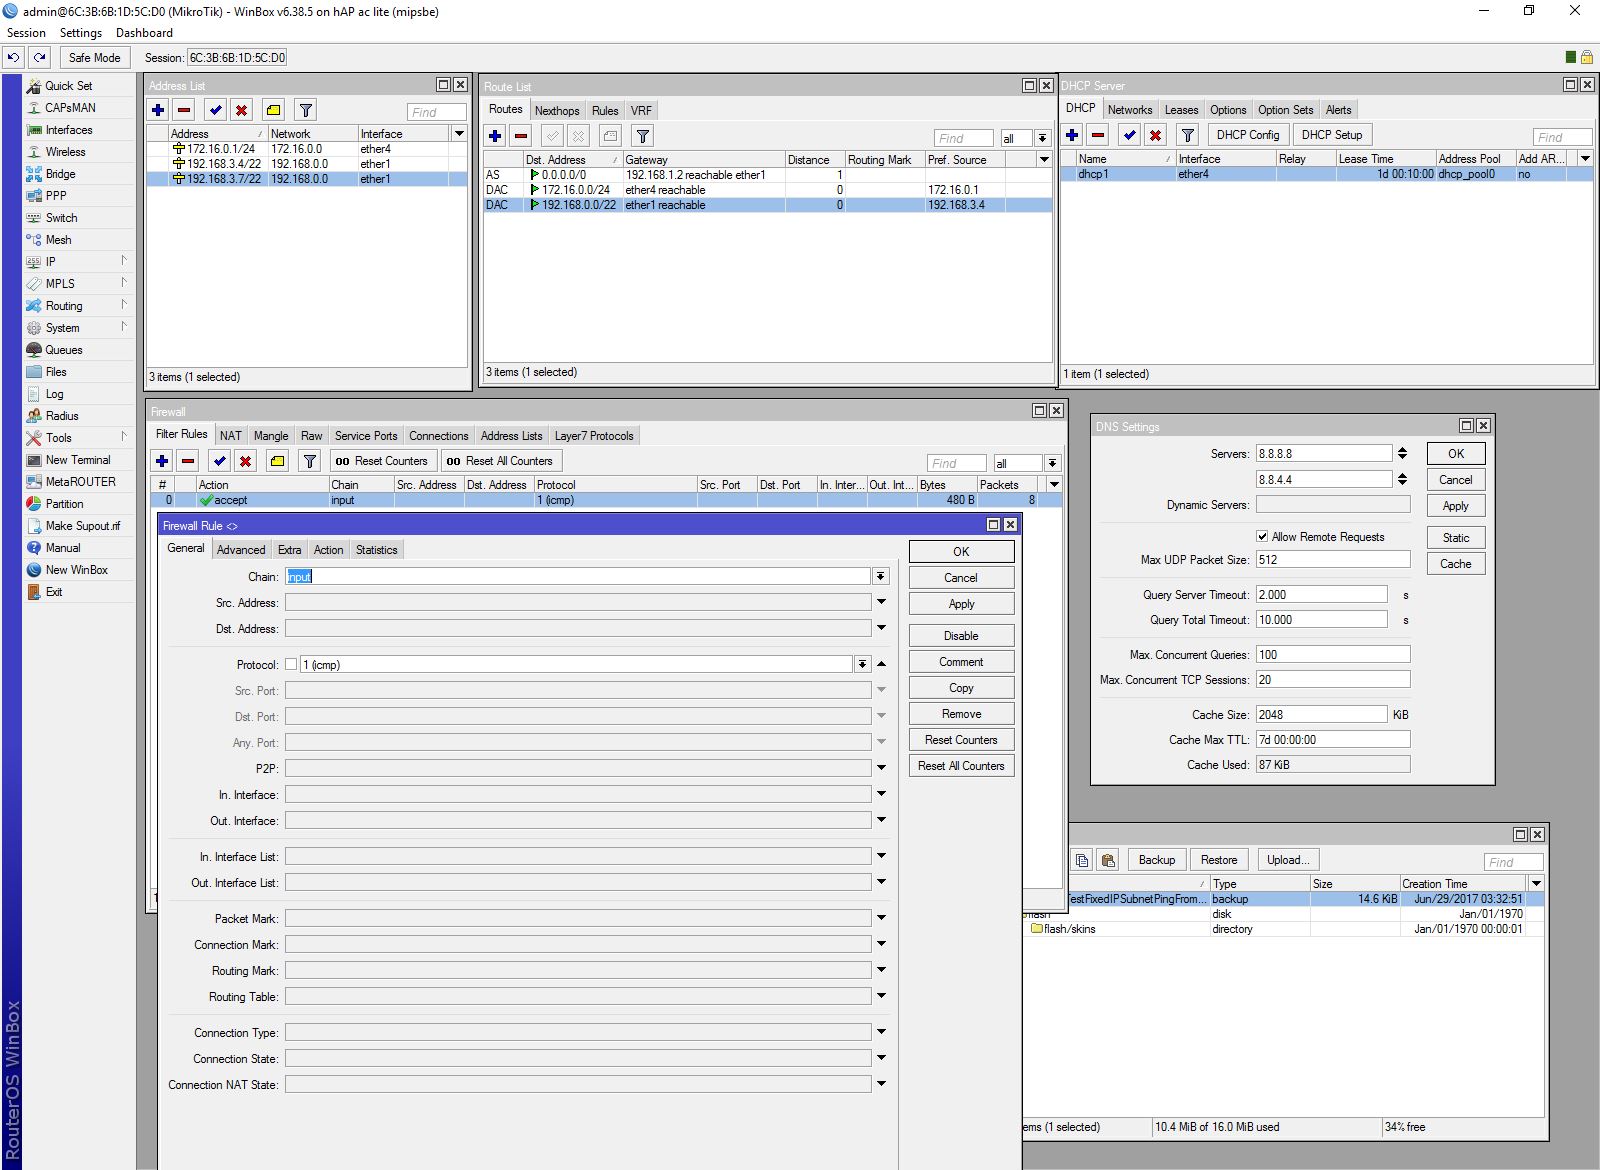 admin@6C:3B:6B:1D:5C:D0 (MikroTik) - WinBox v6.38.5 on hAP ac lite (mipsbe)
Session Settings Dashboard
Safe Mode Session: 6C:3B:6B:1D:5C:D0
Quick Set
CAPsMAN
Interfaces
Wireless
Bridge
PPP
Switch
Mesh
IP
MPLS
Routing
System
Queues
Files
Log
Radius
Tools
New Terminal
MetaROUTER
Partition
Make Supout.rif
Manual
New WinBox
Exit
RouterOS WinBox
Address List
Find
Address Network Interface
172.16.0.1/24 172.16.0.0 ether4
192.168.3.4/22 192.168.0.0 ether1
192.168.3.7/22 192.168.0.0 ether1
3 items (1 selected)
Route List
Routes Nexthops Rules VRF
Find all
Dst. Address Gateway Distance Routing Mark Pref. Source
AS 0.0.0.0/0 192.168.1.2 reachable ether1 1
DAC 172.16.0.0/24 ether4 reachable 0 172.16.0.1
DAC 192.168.0.0/22 ether1 reachable 0 192.168.3.4
3 items (1 selected)
DHCP Server
DHCP Networks Leases Options Option Sets Alerts
DHCP Config DHCP Setup Find
Name Interface Relay Lease Time Address Pool Add AR...
dhcp1 ether4 1d 00:10:00 dhcp_pool0 no
1 item (1 selected)
Firewall
Filter Rules NAT Mangle Raw Service Ports Connections Address Lists Layer7 Protocols
00 Reset Counters 00 Reset All Counters Find all
# Action Chain Src. Address Dst. Address Protocol Src. Port Dst. Port In. Inter... Out. Int... Bytes Packets
0 accept input 1 (icmp) 480 B 8
1
Firewall Rule <>
General Advanced Extra Action Statistics
Chain: input
Src. Address:
Dst. Address:
Protocol: 1 (icmp)
Src. Port:
Dst. Port:
Any. Port:
P2P:
In. Interface:
Out. Interface:
In. Interface List:
Out. Interface List:
Packet Mark:
Connection Mark:
Routing Mark:
Routing Table:
Connection Type:
Connection State:
Connection NAT State:
OK
Cancel
Apply
Disable
Comment
Copy
Remove
Reset Counters
Reset All Counters
DNS Settings
Servers: 8.8.8.8
8.8.4.4
Dynamic Servers:
Allow Remote Requests
Max UDP Packet Size: 512
Query Server Timeout: 2.000 s
Query Total Timeout: 10.000 s
Max. Concurrent Queries: 100
Max. Concurrent TCP Sessions: 20
Cache Size: 2048 KiB
Cache Max TTL: 7d 00:00:00
Cache Used: 87 KiB
OK
Cancel
Apply
Static
Cache
Backup Restore Upload... Find
Type Size Creation Time
TestFixedIPSubnetPingFrom... backup 14.6 KiB Jun/29/2017 03:32:51
flash disk Jan/01/1970
flash/skins directory Jan/01/1970 00:00:01
ems (1 selected) 10.4 MiB of 16.0 MiB used 34% free